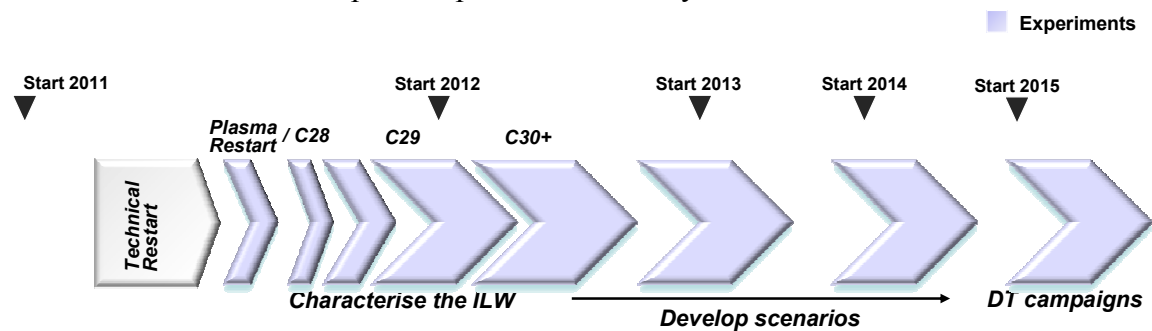 Experiments
Start 2011
Start 2012
Start 2013
Start 2014
Start 2015
Plasma
Restart / C28
C29
C30+
Technical
Restart
Characterise the ILW
Develop scenarios
DT campaigns